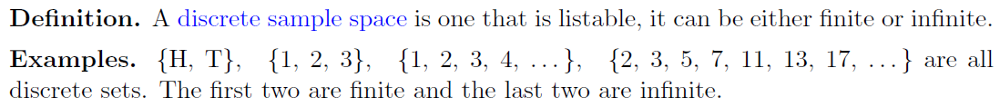 Definition. A discrete sample space is one that is listable, it can be either finite or infinite.
Examples. {H, T}, {1, 2, 3}, {1, 2, 3, 4, ...}, {2, 3, 5, 7, 11, 13, 17, ...} are all
discrete sets. The first two are finite and the last two are infinite.